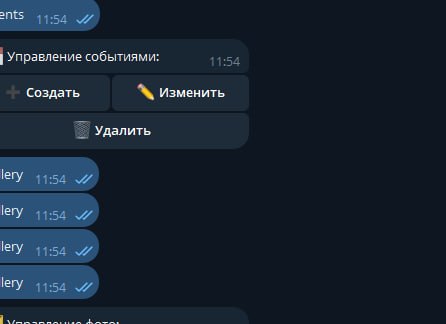 ents 11:54
Управление событиями: 11:54
➕ Создать
✏️ Изменить
🗑️ Удалить
llery 11:54
llery 11:54
llery 11:54
llery 11:54
Управление фото: